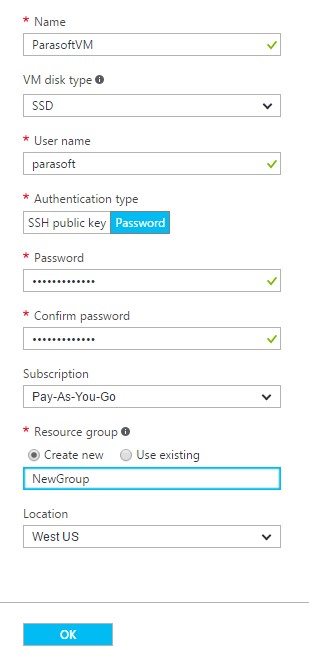 * Name
ParasoftVM
VM disk type
SSD
* User name
parasoft
* Authentication type
SSH public key Password
* Password
•••••••••••••
* Confirm password
•••••••••••••
Subscription
Pay-As-You-Go
* Resource group
Create new Use existing
NewGroup
Location
West US
OK